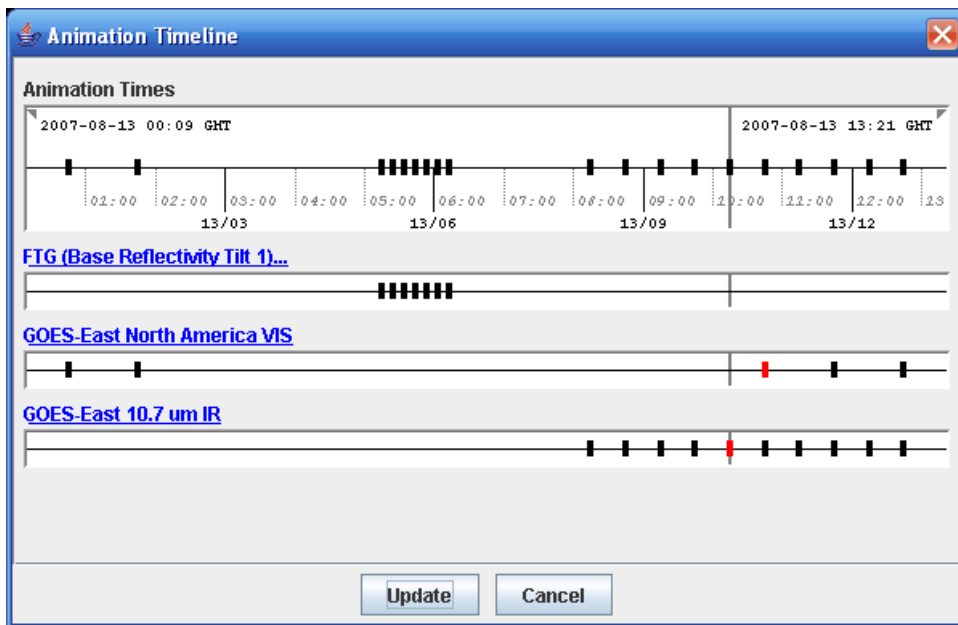 Animation Timeline
Animation Times
2007-08-13 00:09 GMT 2007-08-13 13:21 GMT
01:00 02:00 03:00 04:00 05:00 06:00 07:00 08:00 09:00 10:00 11:00 12:00 13
13/03 13/06 13/09 13/12
FTG (Base Reflectivity Tilt 1)...
GOES-East North America VIS
GOES-East 10.7 um IR
Update Cancel